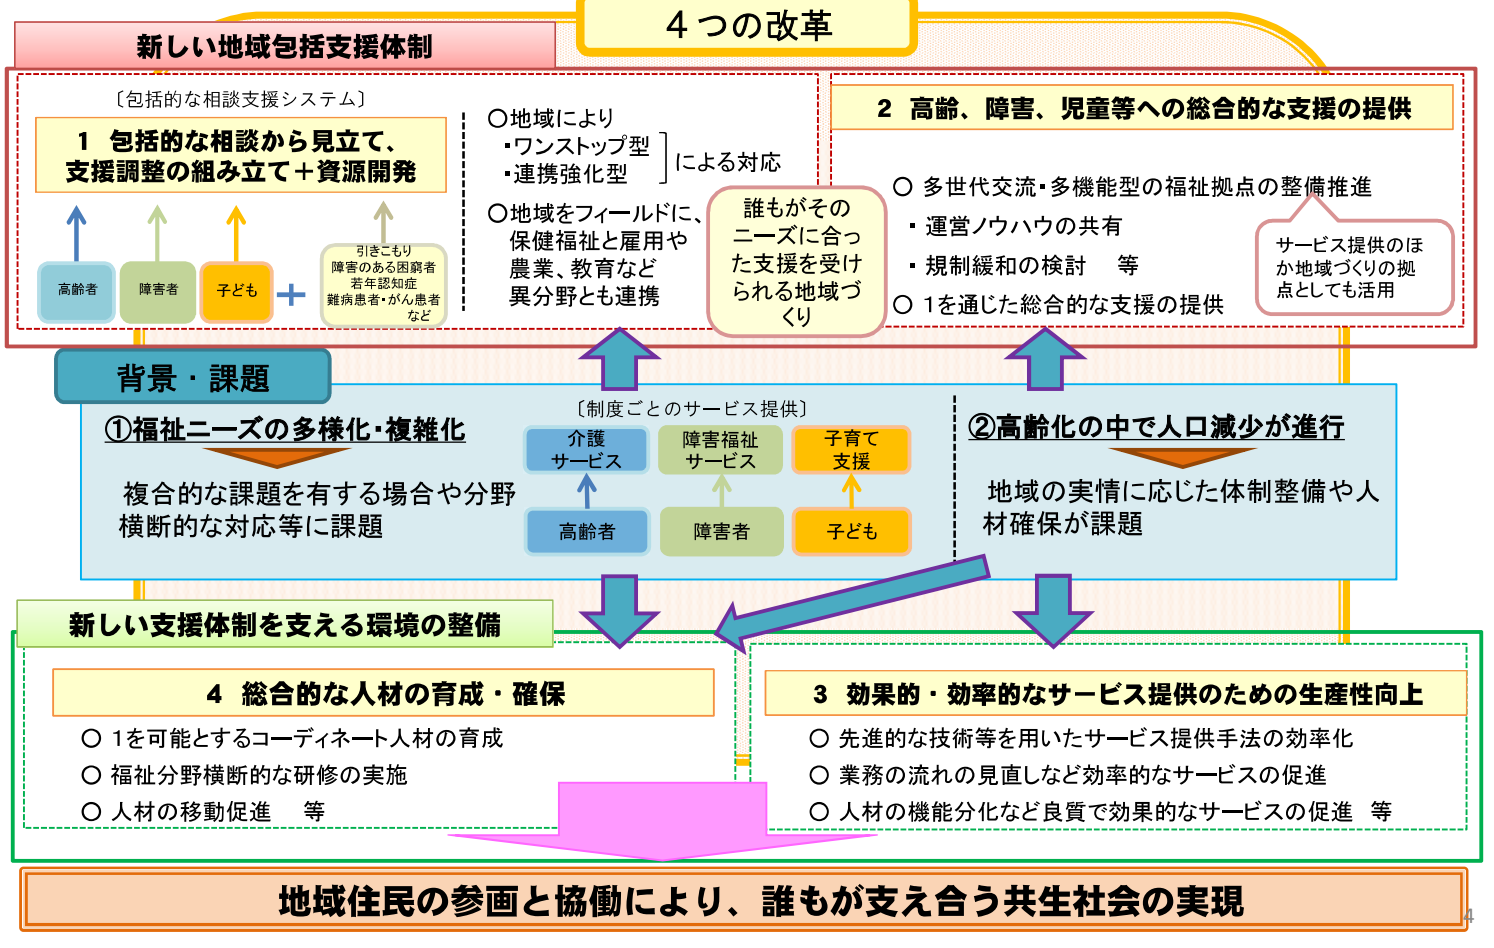 4つの改革
新しい地域包括支援体制
〔包括的な相談支援システム〕
1 包括的な相談から見立て、
支援調整の組み立て＋資源開発
高齢者
障害者
子ども
＋
引きこもり
障害のある困窮者
若年認知症
難病患者・がん患者
など
○地域により
・ワンストップ型
・連携強化型
による対応
○地域をフィールドに、
保健福祉と雇用や
農業、教育など
異分野とも連携
誰もがその
ニーズに合っ
た支援を受け
られる地域づ
くり
2 高齢、障害、児童等への総合的な支援の提供
○ 多世代交流・多機能型の福祉拠点の整備推進
・ 運営ノウハウの共有
・ 規制緩和の検討 等
○ 1を通じた総合的な支援の提供
サービス提供のほ
か地域づくりの拠
点としても活用
背景・課題
①福祉ニーズの多様化・複雑化
複合的な課題を有する場合や分野
横断的な対応等に課題
〔制度ごとのサービス提供〕
介護
サービス
障害福祉
サービス
子育て
支援
高齢者
障害者
子ども
②高齢化の中で人口減少が進行
地域の実情に応じた体制整備や人
材確保が課題
新しい支援体制を支える環境の整備
4 総合的な人材の育成・確保
○ 1を可能とするコーディネート人材の育成
○ 福祉分野横断的な研修の実施
○ 人材の移動促進 等
3 効果的・効率的なサービス提供のための生産性向上
○ 先進的な技術等を用いたサービス提供手法の効率化
○ 業務の流れの見直しなど効率的なサービスの促進
○ 人材の機能分化など良質で効果的なサービスの促進 等
地域住民の参画と協働により、誰もが支え合う共生社会の実現
4